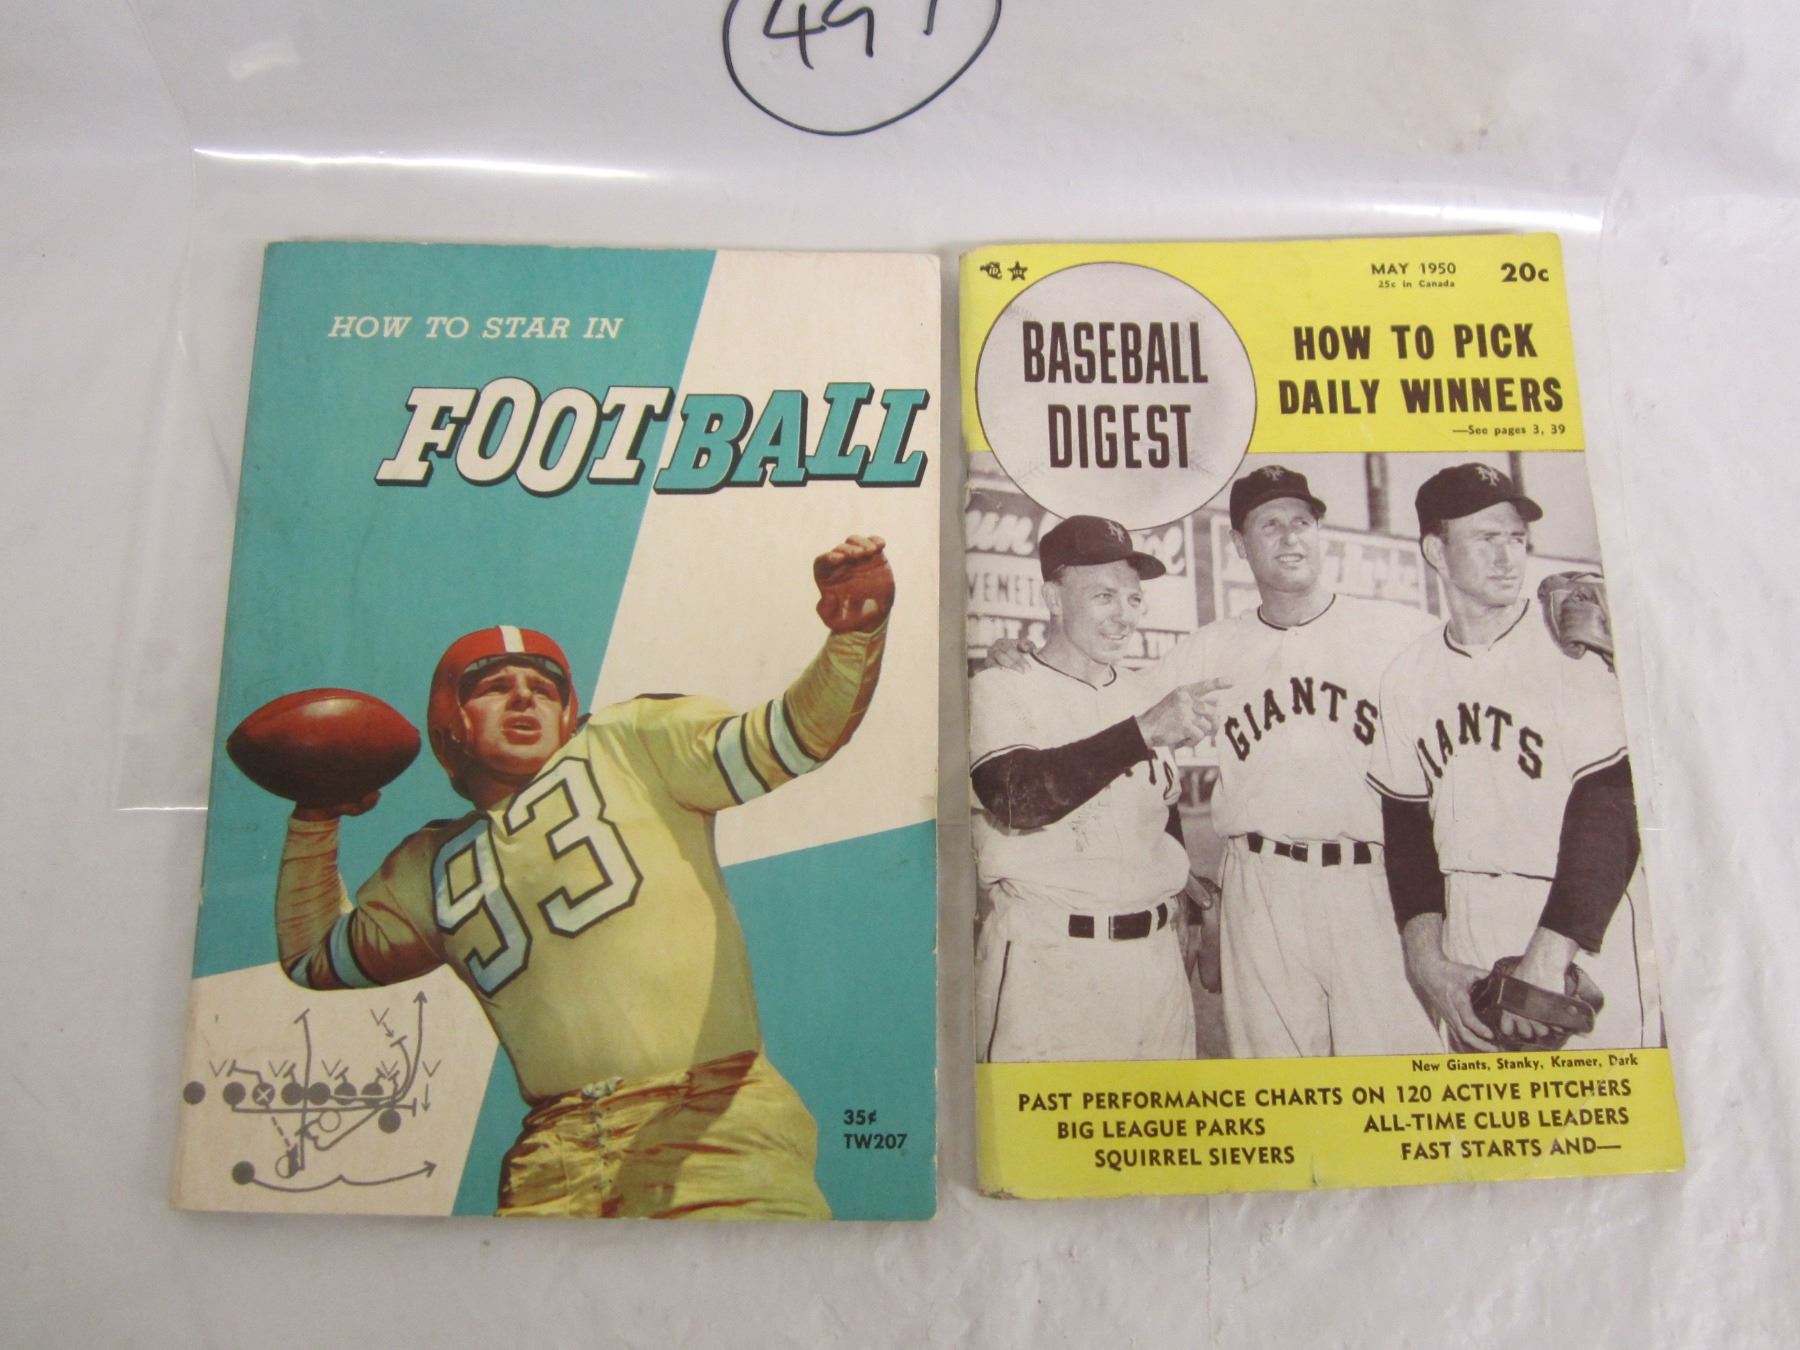 HOW TO STAR IN
FOOTBALL
93
35¢
TW207
MAY 1950
25c in Canada
20c
BASEBALL
DIGEST
HOW TO PICK
DAILY WINNERS
—See pages 3, 39
GIANTS
IANTS
New Giants, Stanky, Kramer, Dark
PAST PERFORMANCE CHARTS ON 120 ACTIVE PITCHERS
BIG LEAGUE PARKS
ALL-TIME CLUB LEADERS
SQUIRREL SIEVERS
FAST STARTS AND—